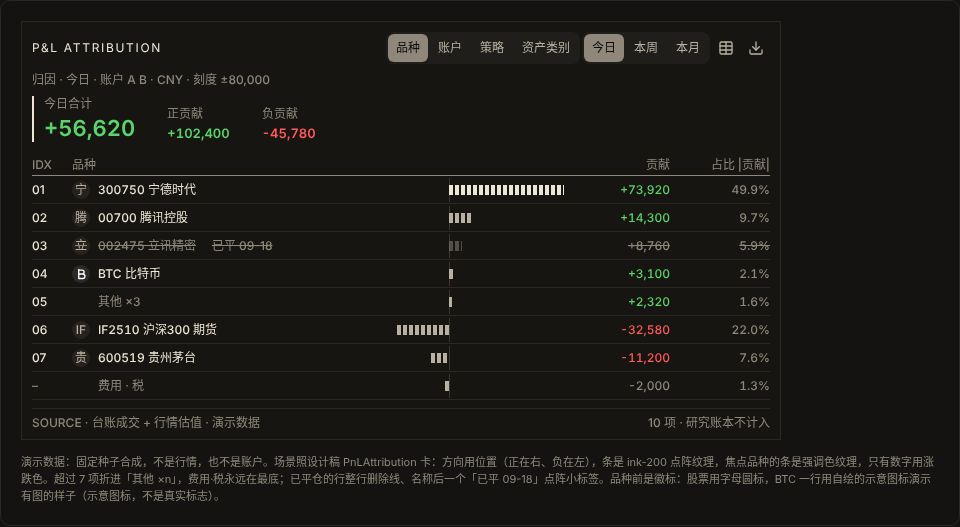 P&L ATTRIBUTION 品种 账户 策略 资产类别 今日 本周 本月
归因 · 今日 · 账户 A B · CNY · 刻度 ±80,000
今日合计 正贡献 负贡献
+56,620 +102,400 -45,780
IDX 品种 贡献 占比 |贡献|
01 宁 300750 宁德时代 +73,920 49.9%
02 腾 00700 腾讯控股 +14,300 9.7%
03 立 002475 立讯精密 已平 09-18 +8,760 5.9%
04 B BTC 比特币 +3,100 2.1%
05 其他 ×3 +2,320 1.6%
06 IF IF2510 沪深300 期货 -32,580 22.0%
07 贵 600519 贵州茅台 -11,200 7.6%
– 费用 · 税 -2,000 1.3%
SOURCE · 台账成交 + 行情估值 · 演示数据 10 项 · 研究账本不计入
演示数据：固定种子合成，不是行情，也不是账户。场景照设计稿 PnLAttribution 卡：方向用位置（正在右、负在左），条是 ink-200 点阵纹理，焦点品种的条是强调色纹理，只有数字用涨
跌色。超过 7 项折进「其他 ×n」，费用·税永远在最底；已平仓的行整行删除线、名称后一个「已平 09-18」点阵小标签。品种前是徽标：股票用字母圆标，BTC 一行用自绘的示意图标演示
有图的样子（示意图标，不是真实标志）。